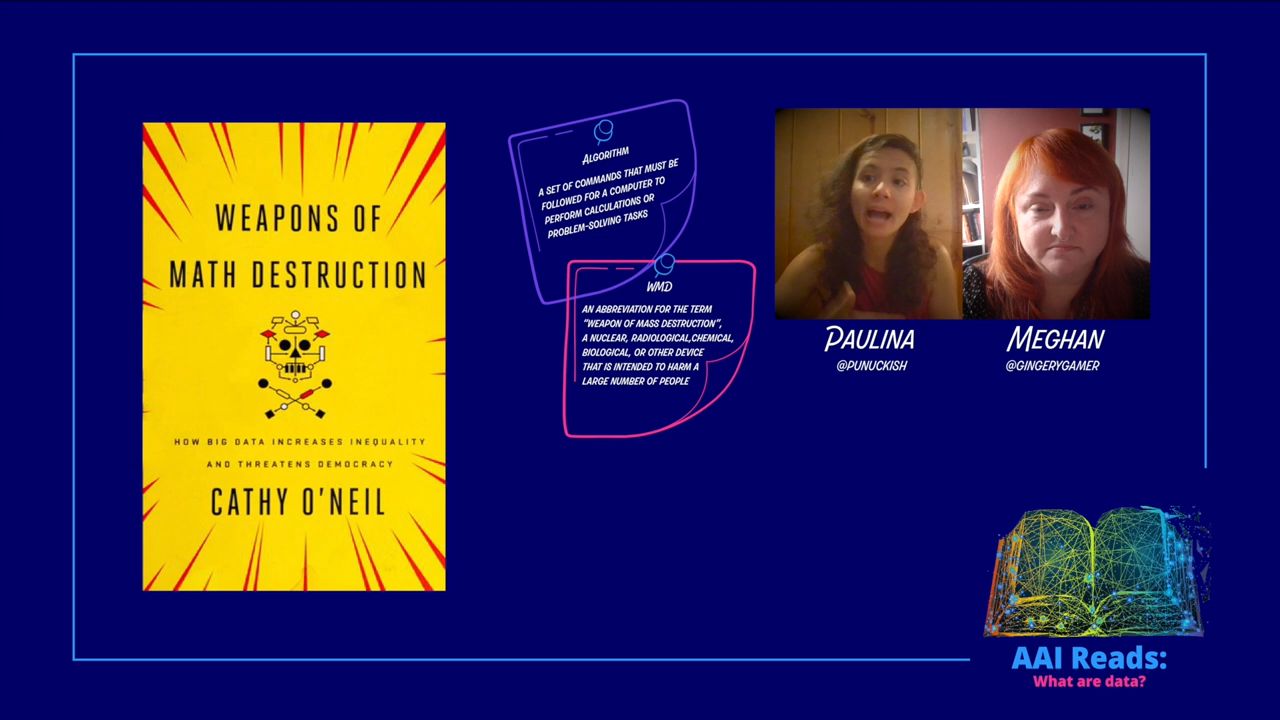 WEAPONS OF
MATH DESTRUCTION
HOW BIG DATA INCREASES INEQUALITY
AND THREATENS DEMOCRACY
CATHY O'NEIL
ALGORITHM
A SET OF COMMANDS THAT MUST BE
FOLLOWED FOR A COMPUTER TO
PERFORM CALCULATIONS OR
PROBLEM-SOLVING TASKS
WMD
AN ABBREVIATION FOR THE TERM
"WEAPON OF MASS DESTRUCTION",
A NUCLEAR, RADIOLOGICAL,CHEMICAL,
BIOLOGICAL, OR OTHER DEVICE
THAT IS INTENDED TO HARM A
LARGE NUMBER OF PEOPLE
PAULINA
@PUNUCKISH
MEGHAN
@GINGERYGAMER
AAI Reads:
What are data?